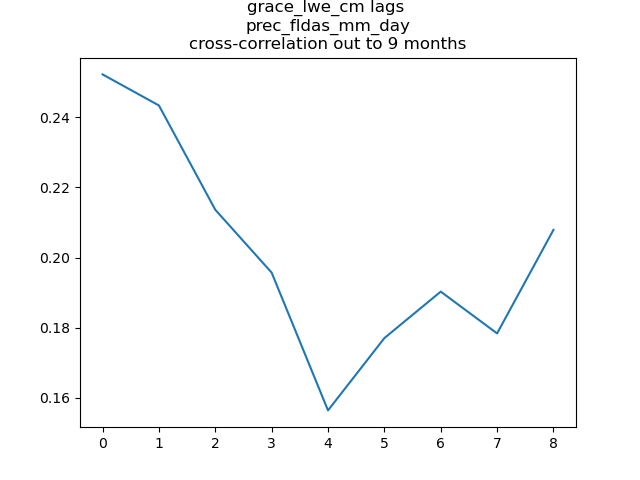 grace_lwe_cm lags
prec_fldas_mm_day
cross-correlation out to 9 months
0.24
0.22
0.20
0.18
0.16
0 1 2 3 4 5 6 7 8